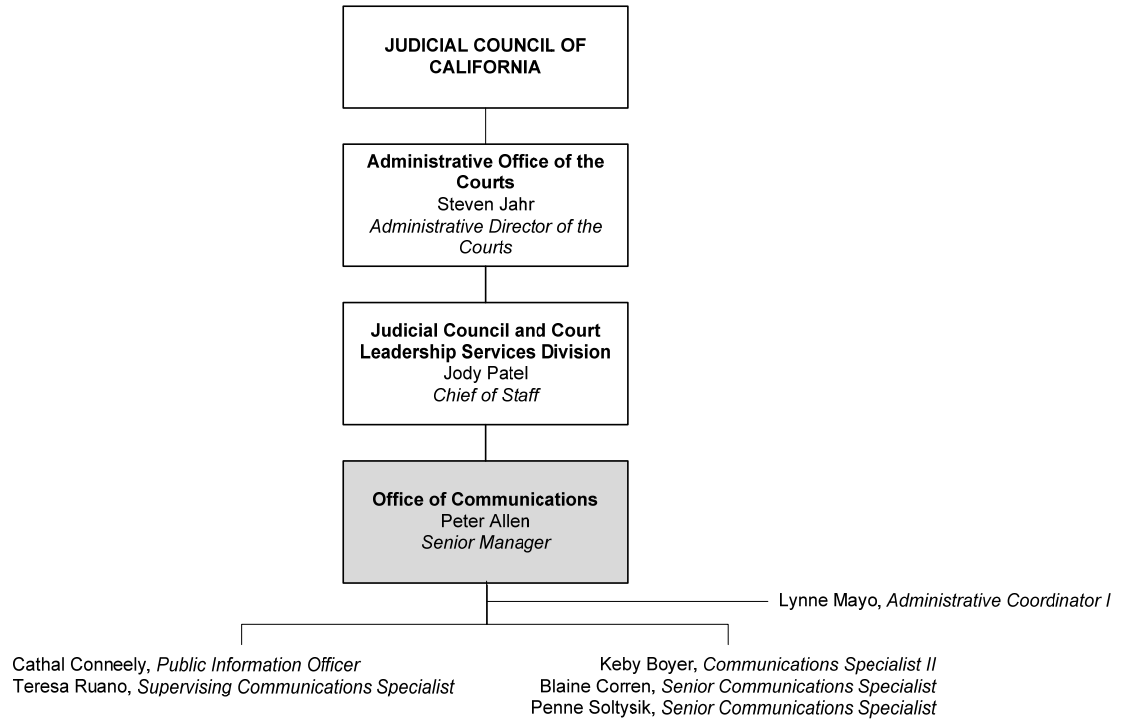 JUDICIAL COUNCIL OF
CALIFORNIA
Administrative Office of the
Courts
Steven Jahr
Administrative Director of the
Courts
Judicial Council and Court
Leadership Services Division
Jody Patel
Chief of Staff
Office of Communications
Peter Allen
Senior Manager
Lynne Mayo, Administrative Coordinator I
Cathal Conneely, Public Information Officer
Teresa Ruano, Supervising Communications Specialist
Keby Boyer, Communications Specialist II
Blaine Corren, Senior Communications Specialist
Penne Soltysik, Senior Communications Specialist